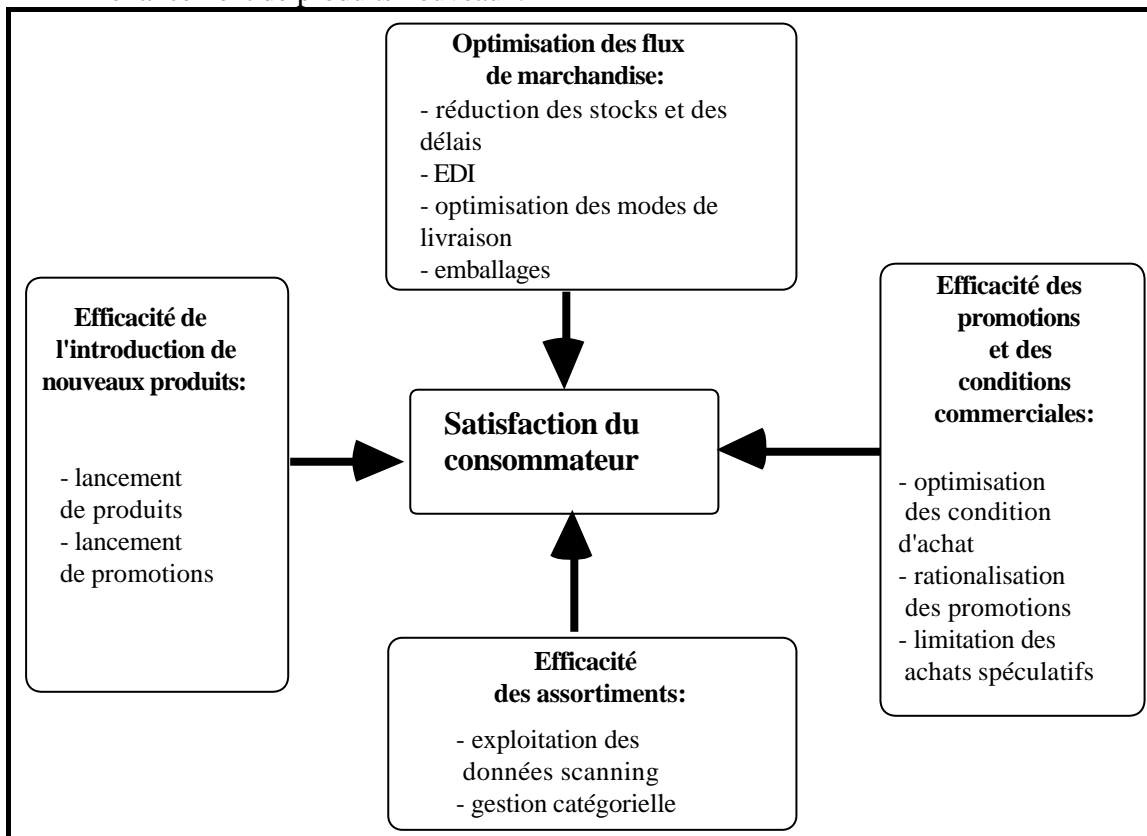 Optimisation des flux
de marchandise:
- réduction des stocks et des
délais
- EDI
- optimisation des modes de
livraison
- emballages
Efficacité de
l'introduction de
nouveaux produits:
- lancement
de produits
- lancement
de promotions
Satisfaction du
consommateur
Efficacité des
promotions
et des
conditions
commerciales:
- optimisation
des condition
d'achat
- rationalisation
des promotions
- limitation des
achats spéculatifs
Efficacité
des assortiments:
- exploitation des
données scanning
- gestion catégorielle